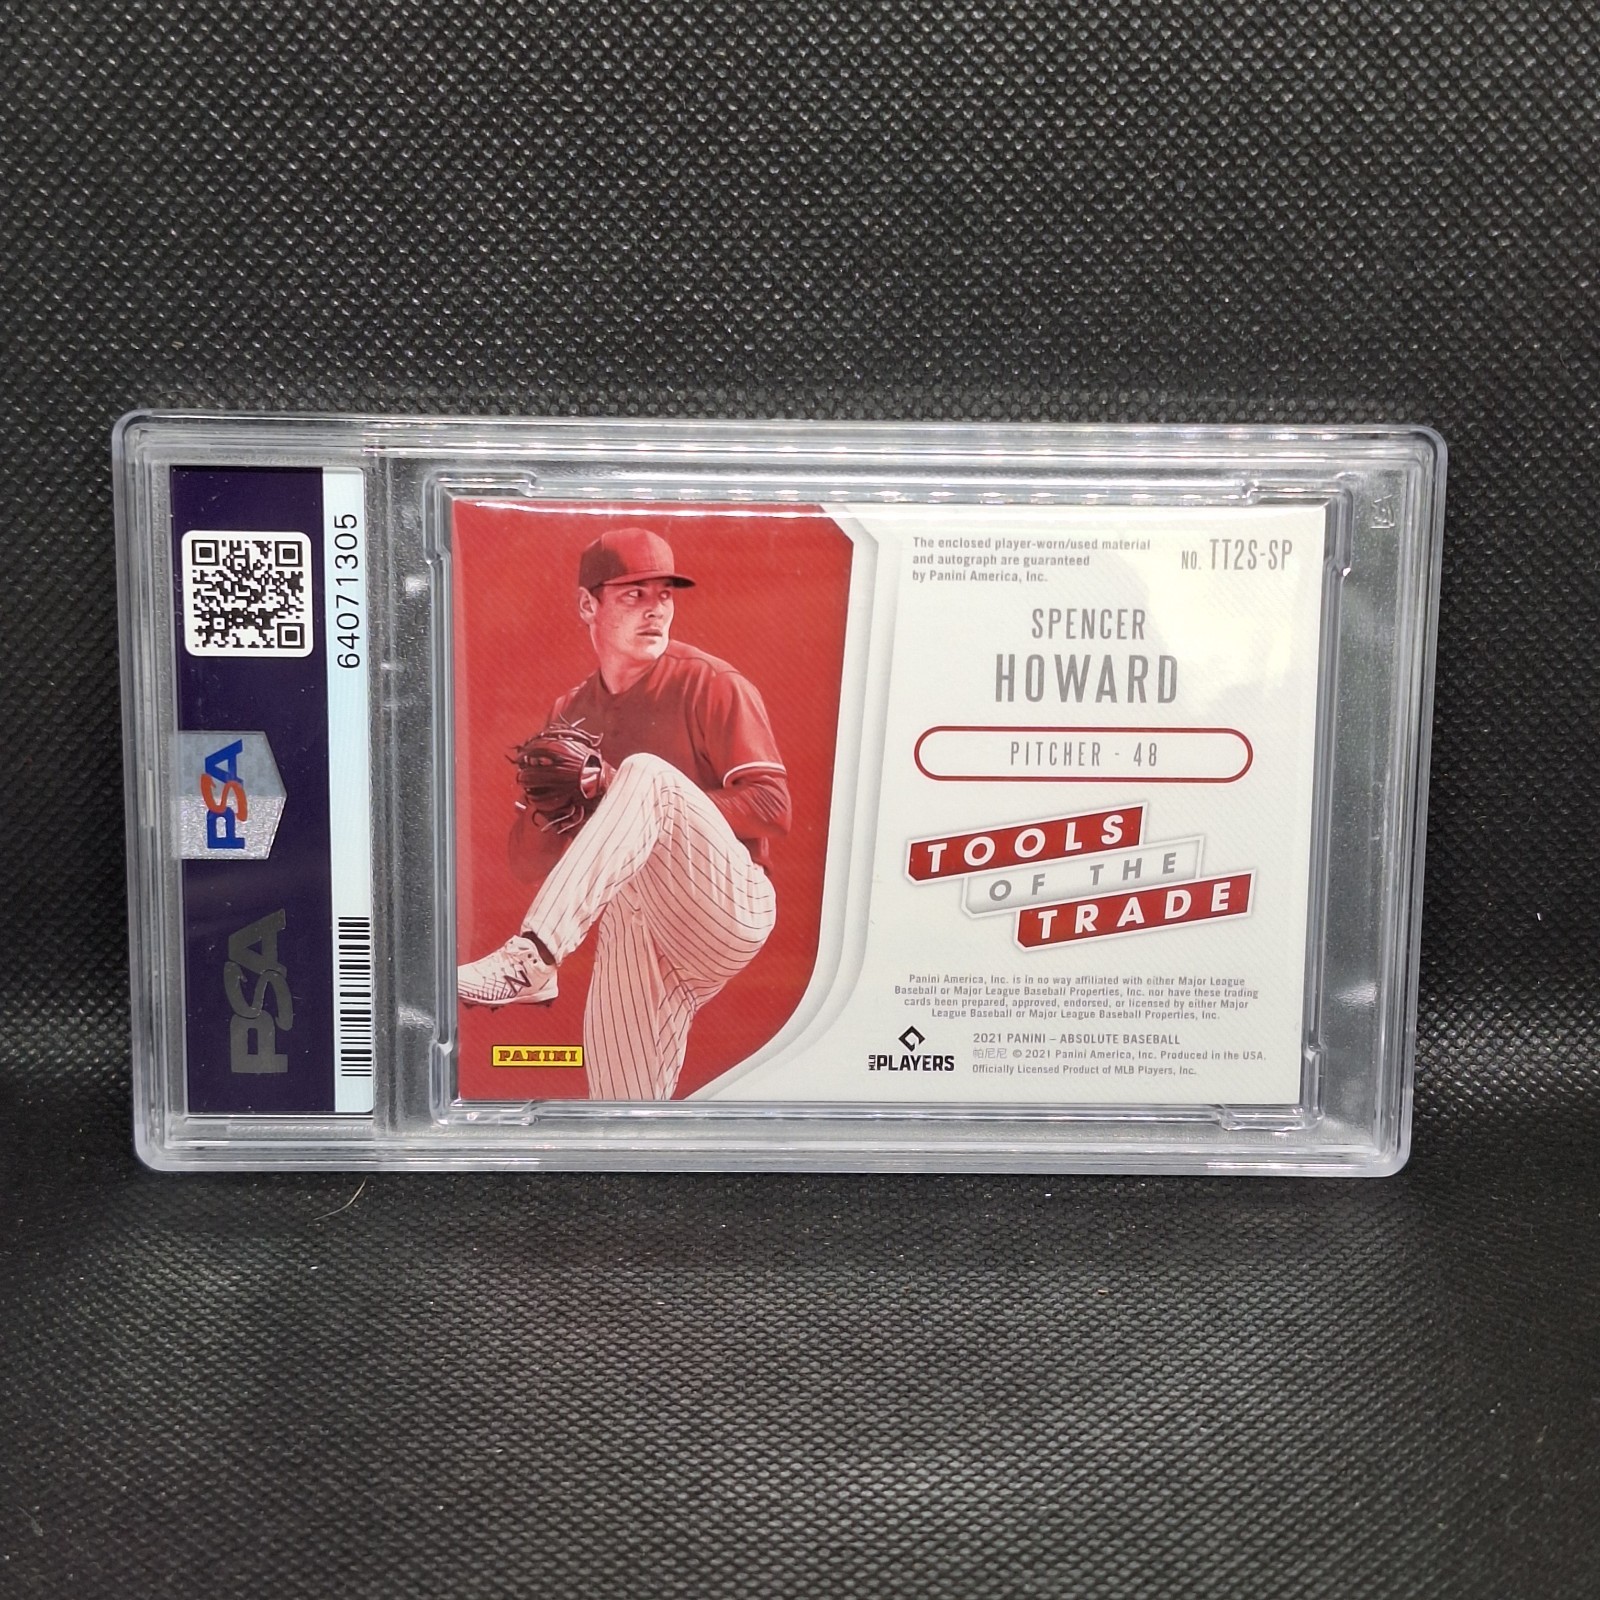 64071305
PSA
PSA
The enclosed player-worn/used material
and autograph are guaranteed
by Panini America, Inc.
NO. TT2S-SP
SPENCER
HOWARD
PITCHER - 48
TOOLS
OF THE
TRADE
Panini America, Inc. is in no way affiliated with either Major League
Baseball or Major League Baseball Properties, Inc. nor have these trading
cards been prepared, approved, endorsed, or licensed by either Major
League Baseball or Major League Baseball Properties, Inc.
PANINI
MLB PLAYERS
2021 PANINI – ABSOLUTE BASEBALL
帕尼尼 © 2021 Panini America, Inc. Produced in the USA.
Officially Licensed Product of MLB Players, Inc.